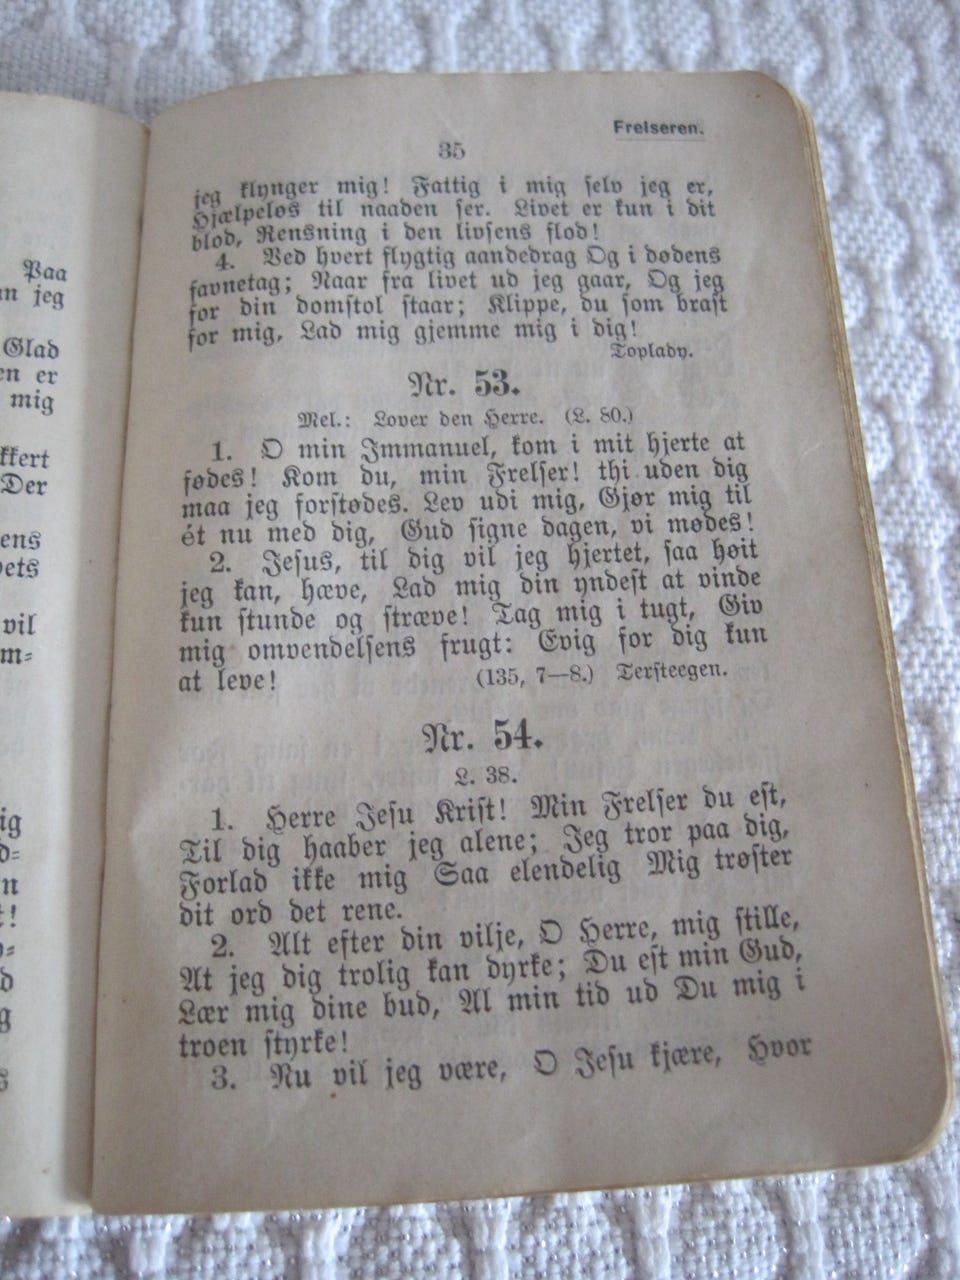 Paa
jeg
Glad
en er
mig
Der
ens
vil
Frelseren.
35
jeg klynger mig! Fattig i mig selv jeg er,
Hjælpeløs til naaden ser. Livet er kun i dit
blod, Rensning i den livsens flod!
4. Ved hvert flygtig aandedrag Og i dødens
favnetag; Naar fra livet ud jeg gaar, Og jeg
for din domstol staar; Klippe, du som brast
for mig, Lad mig gjemme mig i dig!
Toplady.
Nr. 53.
Mel.: Lover den Herre. (L. 80.)
1. O min Immanuel, kom i mit hjerte at
fødes! Kom du, min Frelser! thi uden dig
maa jeg forstødes. Lev udi mig, Gjør mig til
ét nu med dig, Gud signe dagen, vi mødes!
2. Jesus, til dig vil jeg hjertet, saa høit
jeg kan, hæve, Lad mig din yndest at vinde
kun stunde og stræve! Tag mig i tugt, Giv
mig omvendelsens frugt: Evig for dig kun
at leve! (135, 7—8.) Tersteegen.
Nr. 54.
L. 38.
1. Herre Jesu Krist! Min Frelser du est,
Til dig haaber jeg alene; Jeg tror paa dig,
Forlad ikke mig Saa elendelig Mig trøster
dit ord det rene.
2. Alt efter din vilje, O Herre, mig stille,
At jeg dig trolig kan dyrke; Du est min Gud,
Lær mig dine bud, Al min tid ud Du mig i
troen styrke!
3. Nu vil jeg være, O Jesu kjære, Hvor